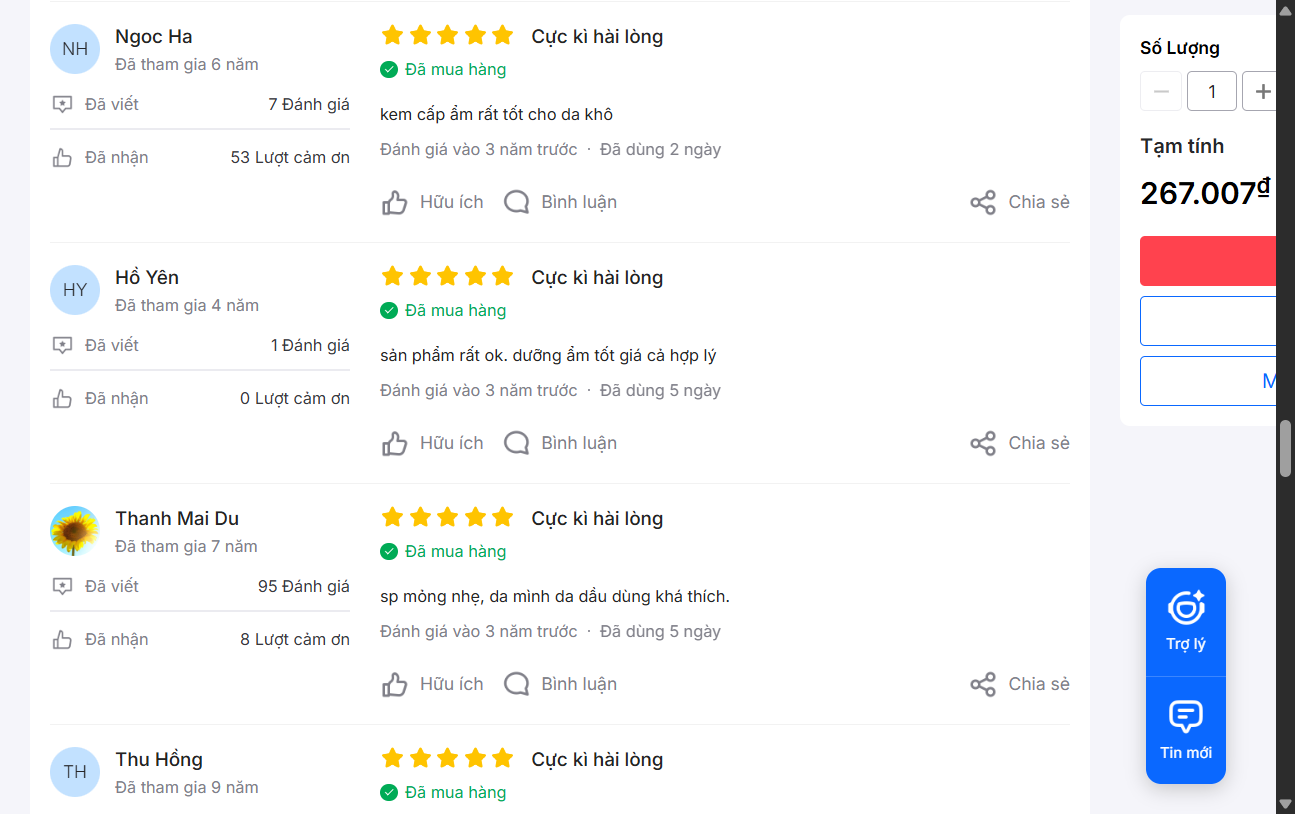 NH
Ngoc Ha
Đã tham gia 6 năm
Đã viết 7 Đánh giá
Đã nhận 53 Lượt cảm ơn
Cực kì hài lòng
Đã mua hàng
kem cấp ẩm rất tốt cho da khô
Đánh giá vào 3 năm trước · Đã dùng 2 ngày
Hữu ích Bình luận Chia sẻ
HY
Hồ Yên
Đã tham gia 4 năm
Đã viết 1 Đánh giá
Đã nhận 0 Lượt cảm ơn
Cực kì hài lòng
Đã mua hàng
sản phẩm rất ok. dưỡng ẩm tốt giá cả hợp lý
Đánh giá vào 3 năm trước · Đã dùng 5 ngày
Hữu ích Bình luận Chia sẻ
Thanh Mai Du
Đã tham gia 7 năm
Đã viết 95 Đánh giá
Đã nhận 8 Lượt cảm ơn
Cực kì hài lòng
Đã mua hàng
sp mỏng nhẹ, da mình da dầu dùng khá thích.
Đánh giá vào 3 năm trước · Đã dùng 5 ngày
Hữu ích Bình luận Chia sẻ
TH
Thu Hồng
Đã tham gia 9 năm
Cực kì hài lòng
Đã mua hàng
Số Lượng
1
Tạm tính
267.007₫
Trợ lý
Tin mới